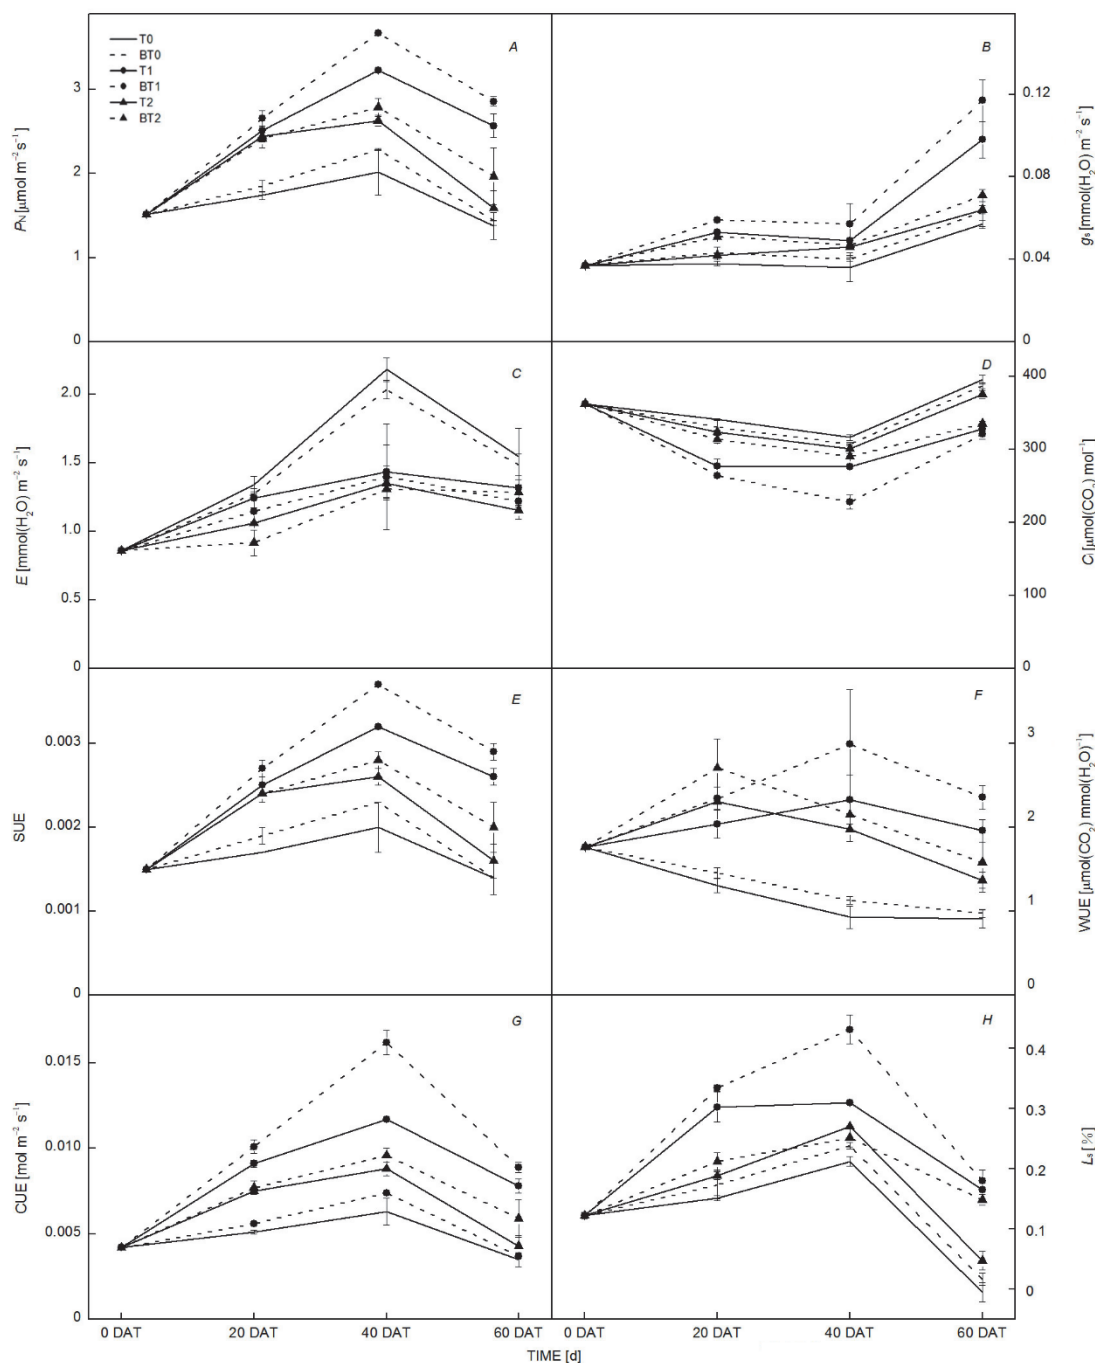 T0
BT0
T1
BT1
T2
BT2
A
B
3
2
1
0
P_N [μmol m⁻² s⁻¹]
0.12
0.08
0.04
0
g_s [mmol(H₂O) m⁻² s⁻¹]
C
D
2.0
1.5
1.0
0.5
0
E [mmol(H₂O) m⁻² s⁻¹]
400
300
200
100
0
C_i [μmol(CO₂) mol⁻¹]
E
F
0.003
0.002
0.001
0
SUE
3
2
1
0
WUE [μmol(CO₂) mmol(H₂O)⁻¹]
G
H
0.015
0.010
0.005
0
CUE [mol m⁻² s⁻¹]
0.4
0.3
0.2
0.1
0
L_s [%]
0 DAT 20 DAT 40 DAT 60 DAT 0 DAT 20 DAT 40 DAT 60 DAT
TIME [d]